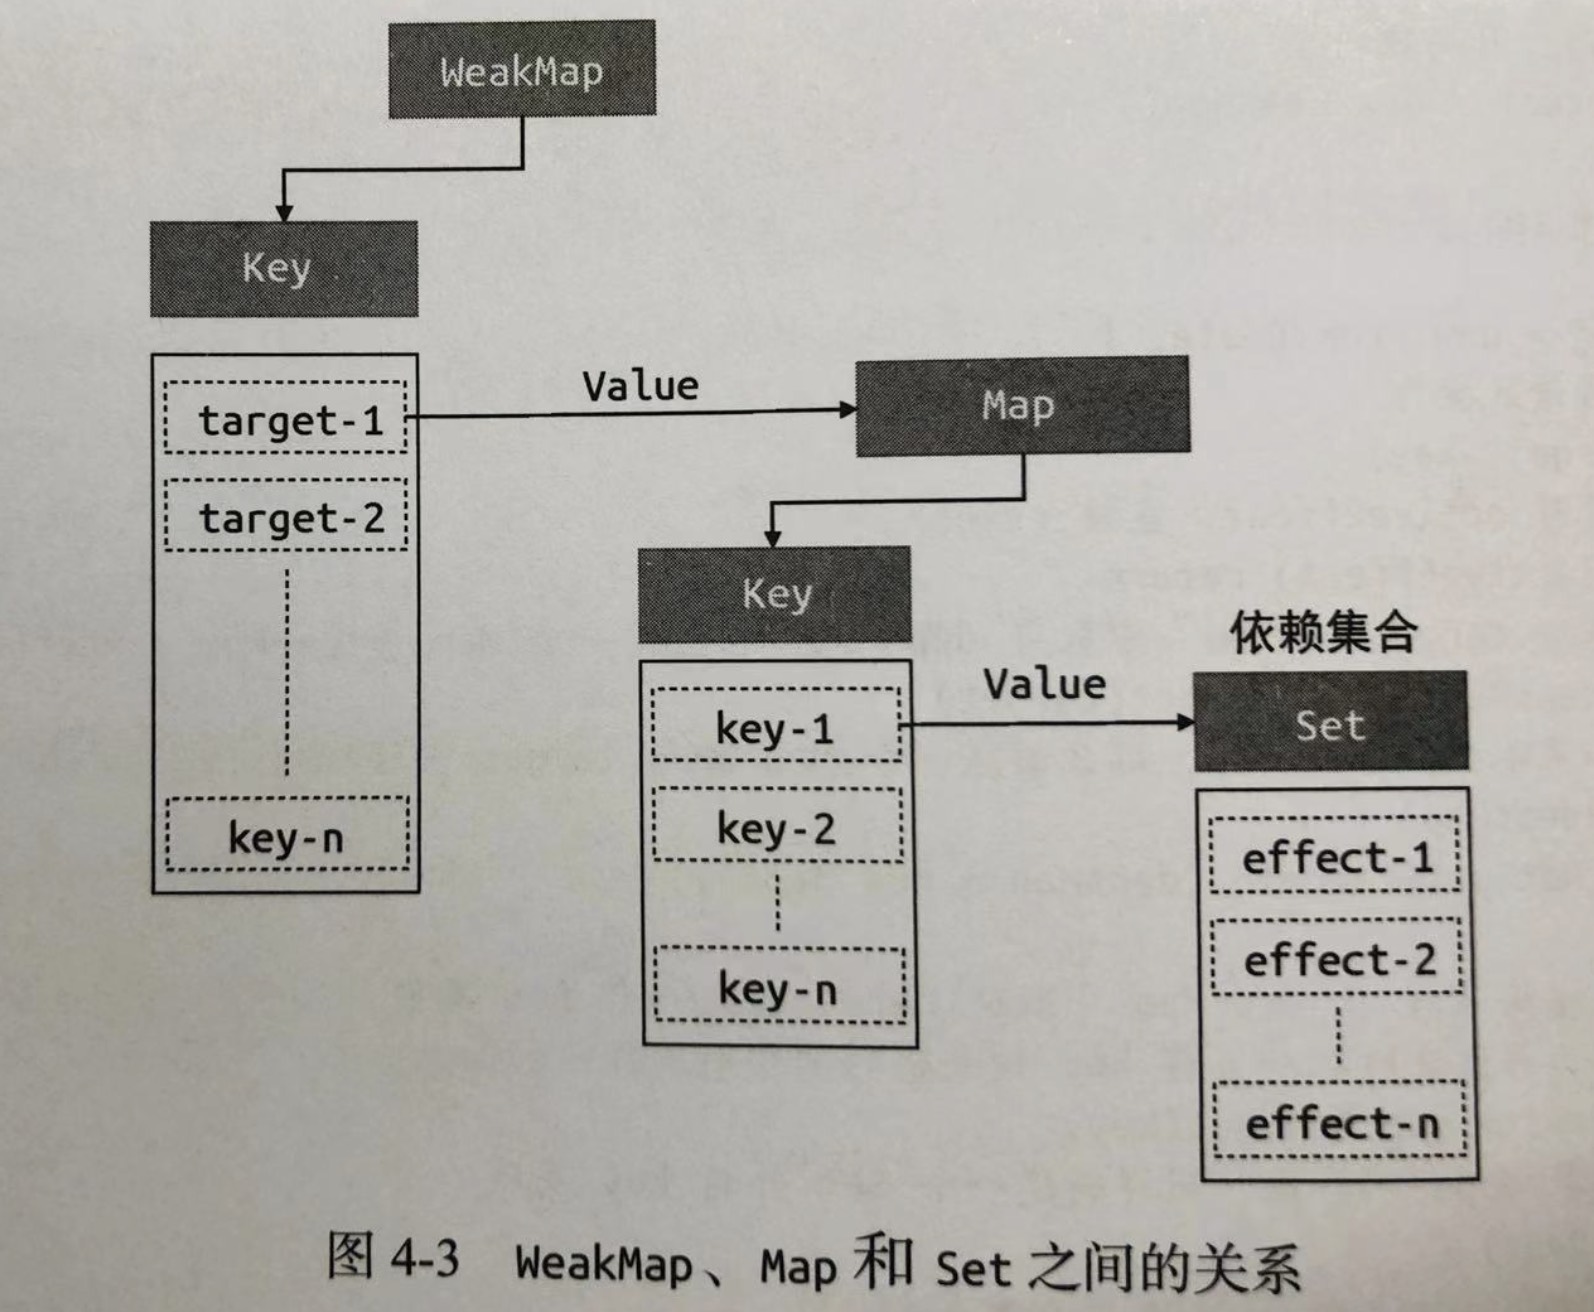 WeakMap
Key
target-1
target-2
key-n
Value
Map
Key
key-1
key-2
key-n
Value
依赖集合
Set
effect-1
effect-2
effect-n
图 4-3 WeakMap、Map 和 Set 之间的关系